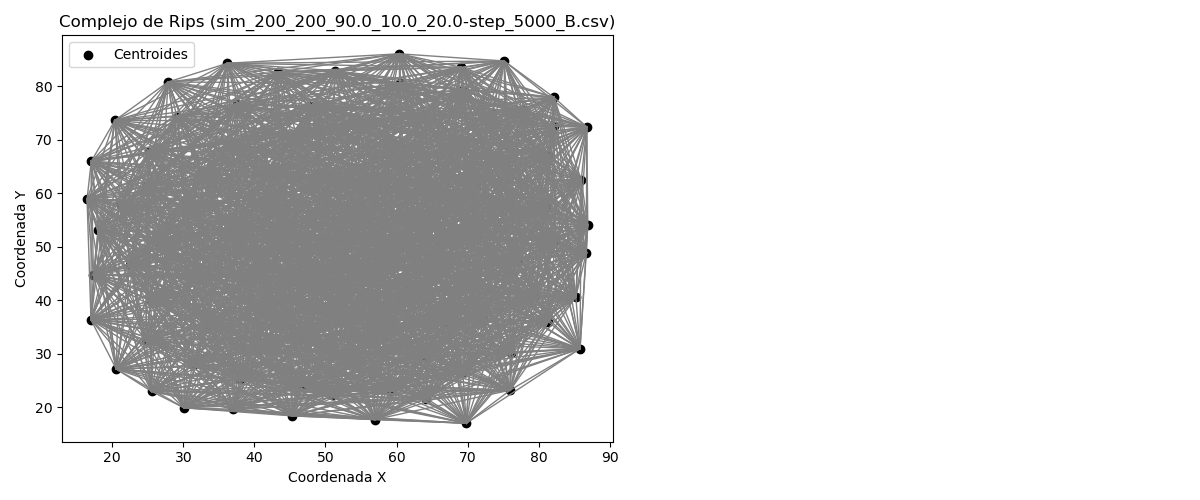 Complejo de Rips (sim_200_200_90.0_10.0_20.0-step_5000_B.csv)
Centroides
80
70
60
50
40
30
20
Coordenada Y
20 30 40 50 60 70 80 90
Coordenada X